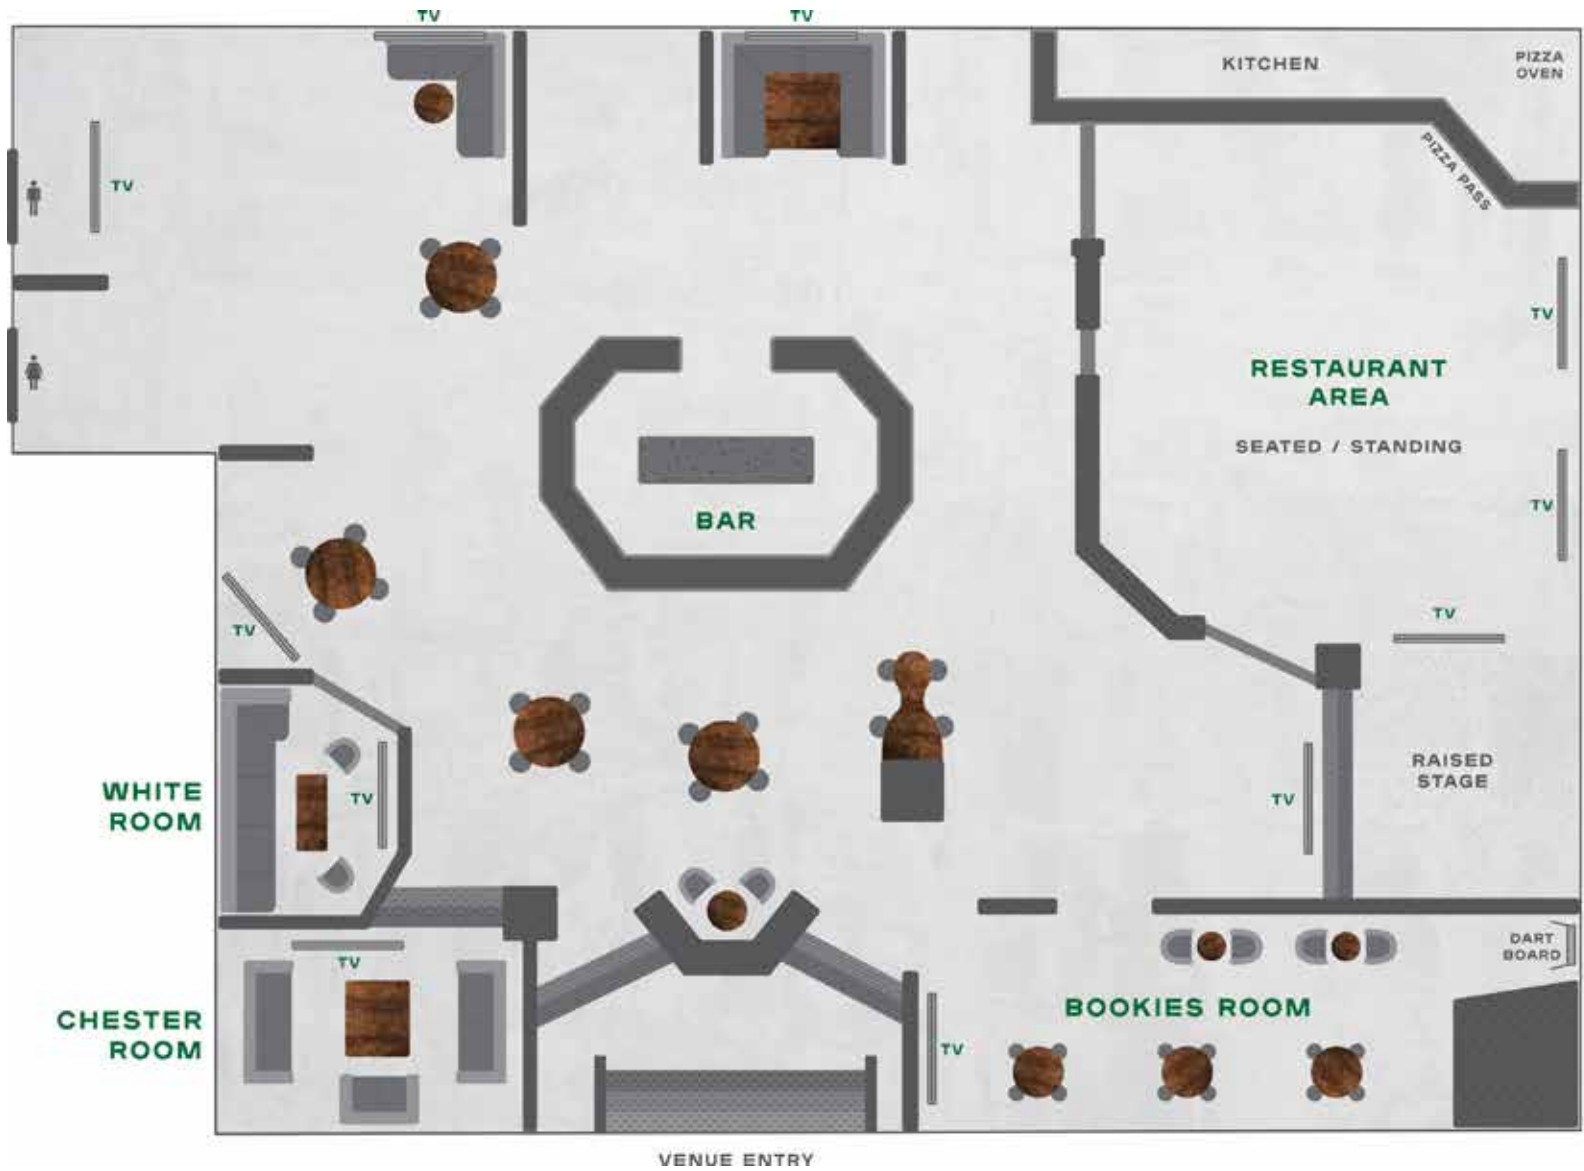 TV
TV
KITCHEN
PIZZA
OVEN
PIZZA PASS
TV
TV
RESTAURANT
AREA
SEATED / STANDING
TV
BAR
TV
TV
RAISED
STAGE
WHITE
ROOM
TV
TV
DART
BOARD
TV
CHESTER
ROOM
BOOKIES ROOM
TV
VENUE ENTRY